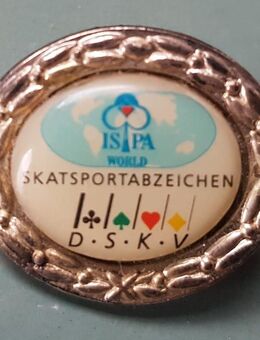 ISPA
WORLD
SKATSPORTABZEICHEN
D·S·K·V